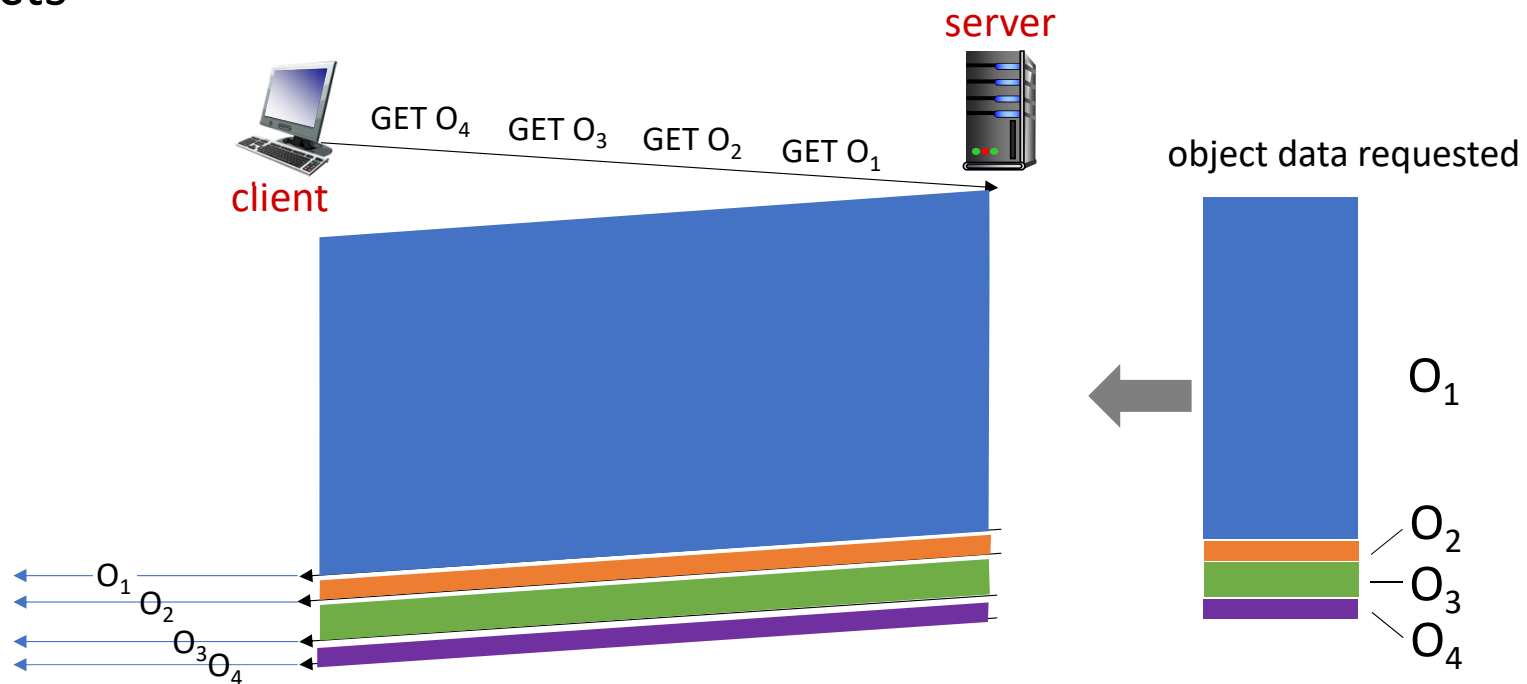 server
GET O₄ GET O₃ GET O₂ GET O₁
object data requested
client
O₁
O₂
O₁
O₂
O₃
O₃
O₄
O₄